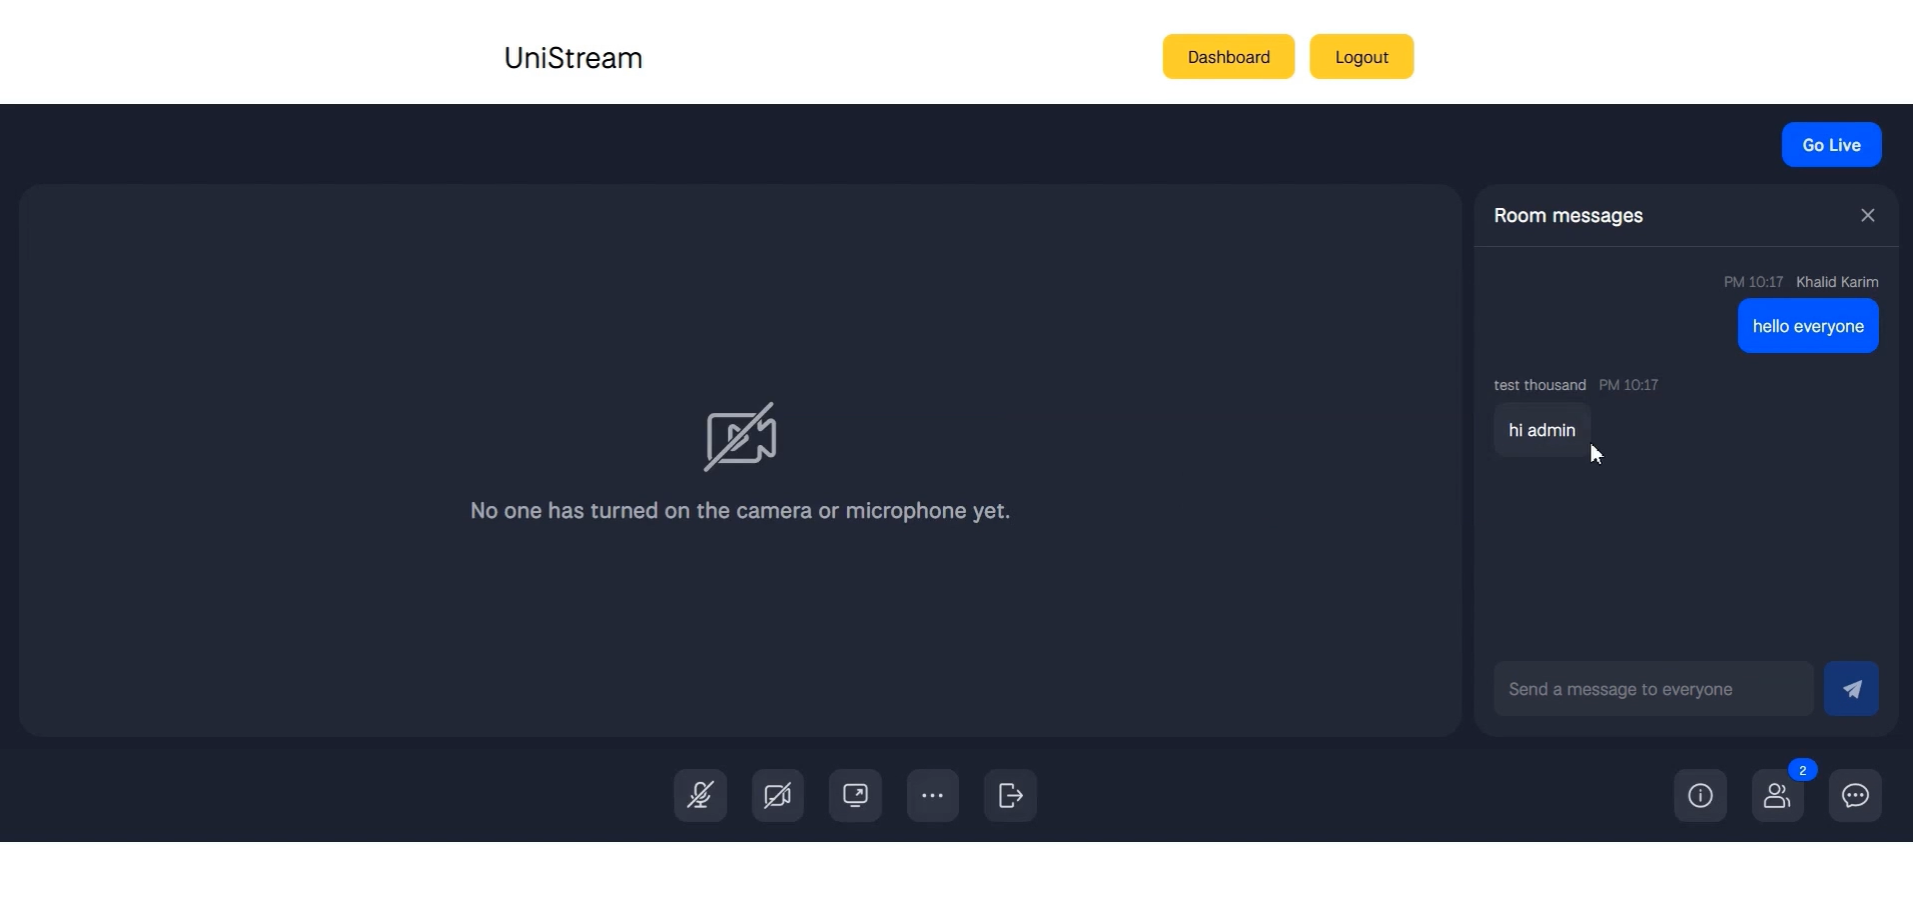 UniStream
Dashboard
Logout
Go Live
Room messages
PM 10:17 Khalid Karim
hello everyone
test thousand PM 10:17
hi admin
No one has turned on the camera or microphone yet.
Send a message to everyone
2